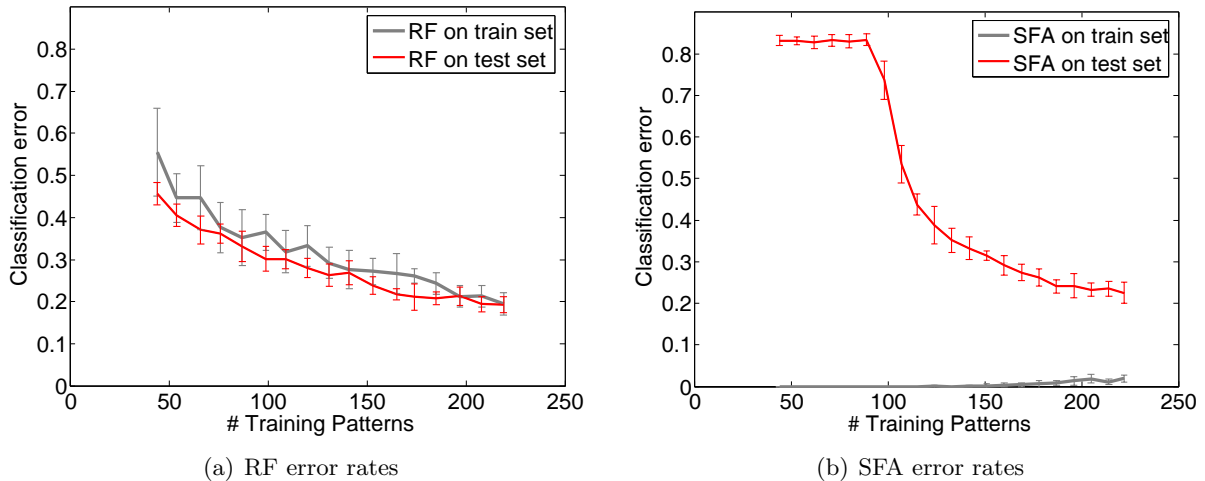 RF on train set
RF on test set
0.8
0.7
0.6
0.5
0.4
0.3
0.2
0.1
0
Classification error
0 50 100 150 200 250
# Training Patterns
(a) RF error rates
SFA on train set
SFA on test set
0.8
0.7
0.6
0.5
0.4
0.3
0.2
0.1
0
Classification error
0 50 100 150 200 250
# Training Patterns
(b) SFA error rates